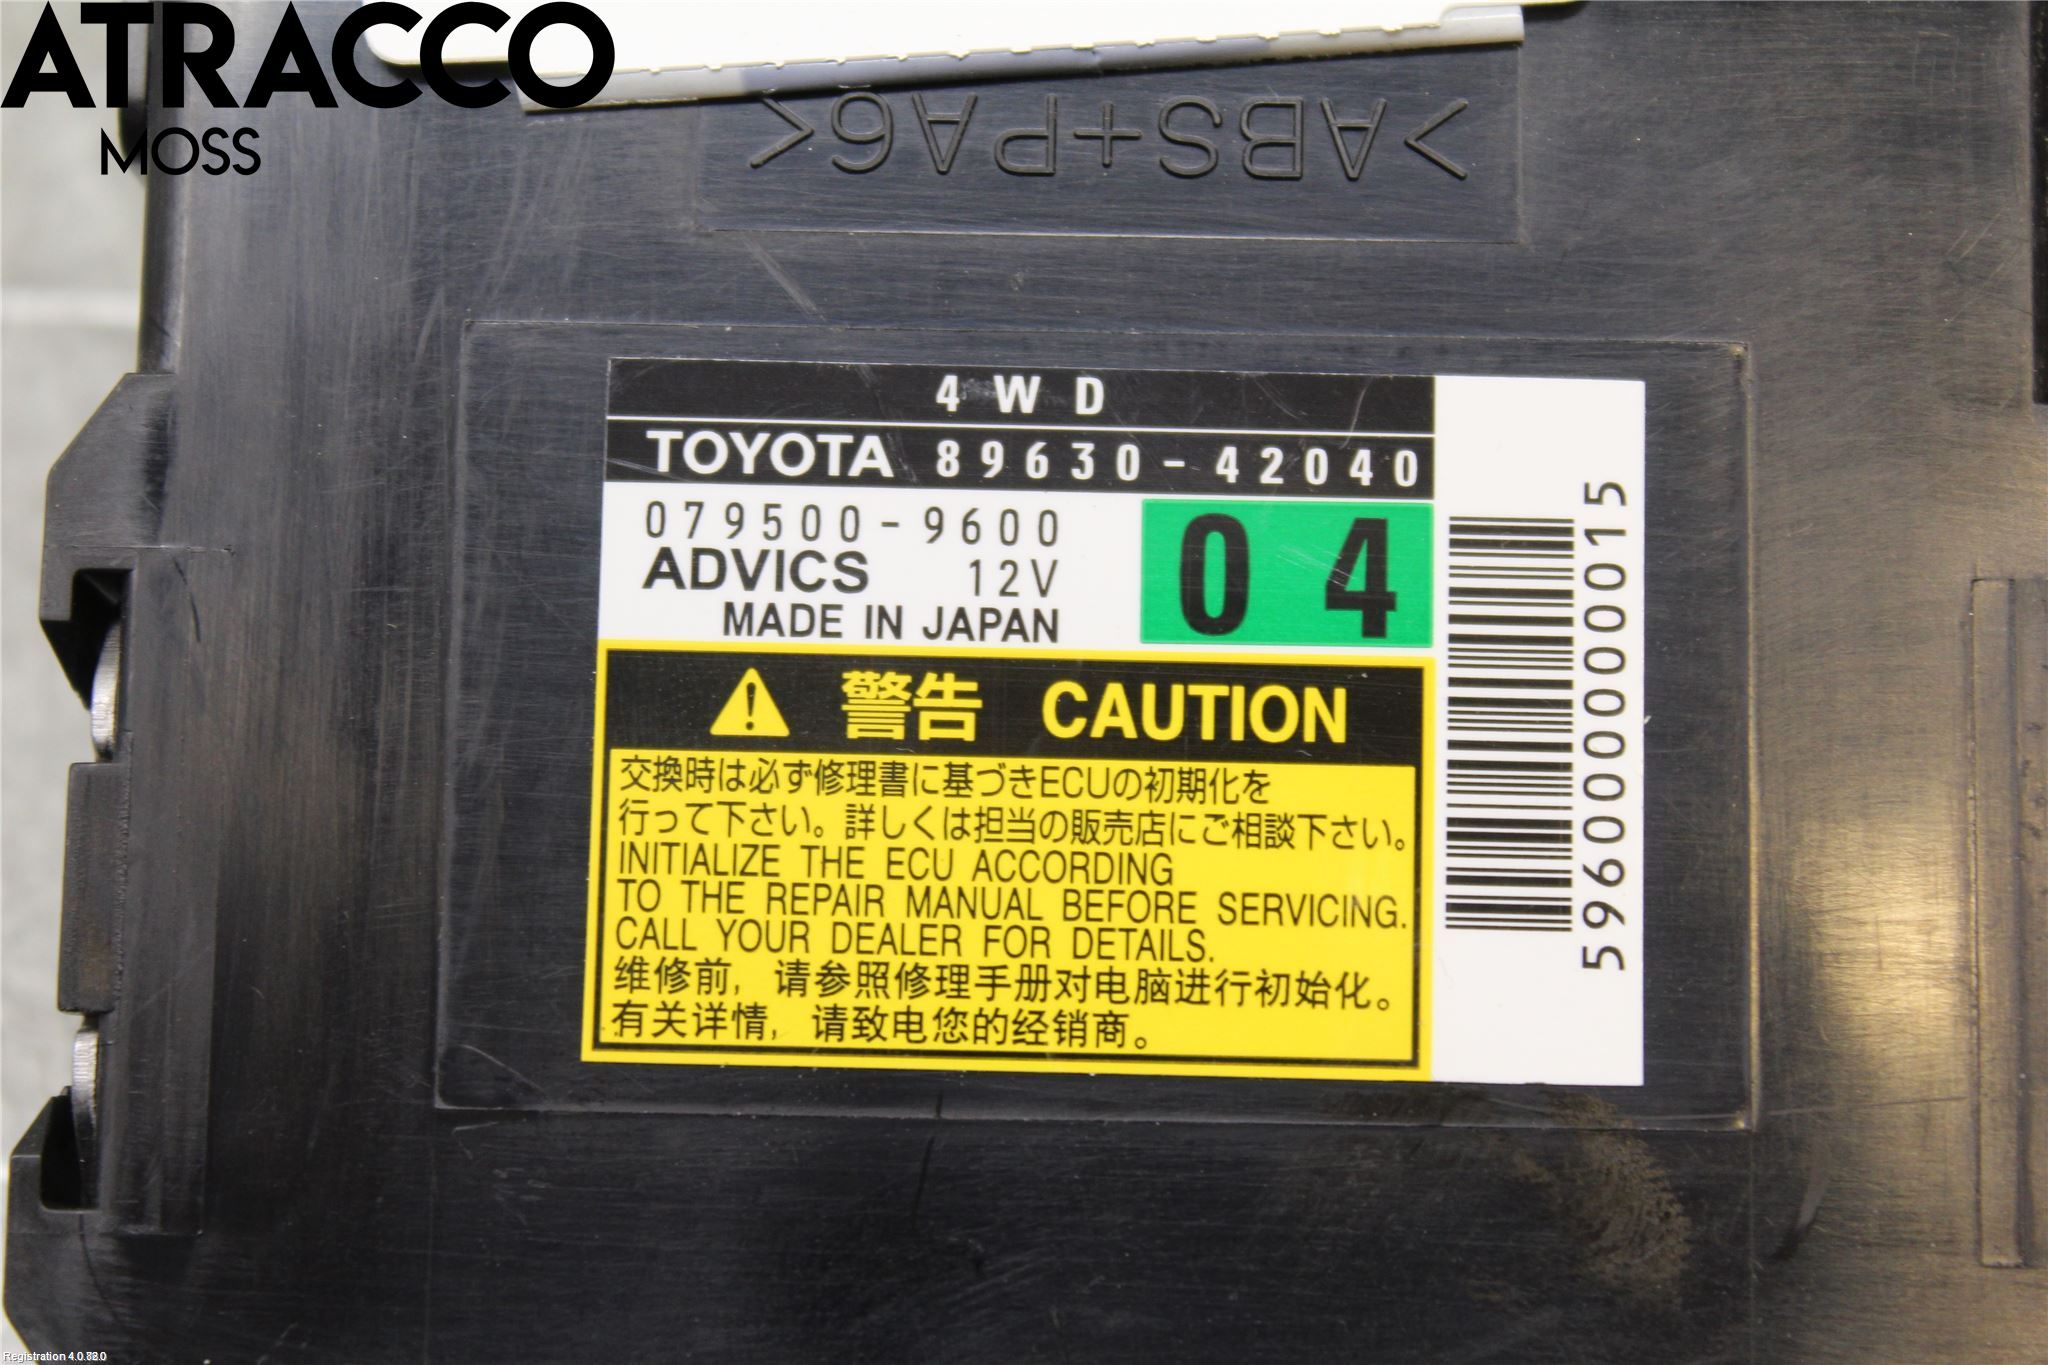 ATRACCO
MOSS
>ABS+PA6<
4WD
TOYOTA 89630-42040
079500-9600
ADVICS 12V
MADE IN JAPAN
04
警告 CAUTION
交換時は必ず修理書に基づきECUの初期化を
行って下さい。詳しくは担当の販売店にご相談下さい。
INITIALIZE THE ECU ACCORDING
TO THE REPAIR MANUAL BEFORE SERVICING.
CALL YOUR DEALER FOR DETAILS.
维修前，请参照修理手册对电脑进行初始化。
有关详情，请致电您的经销商。
596000000015